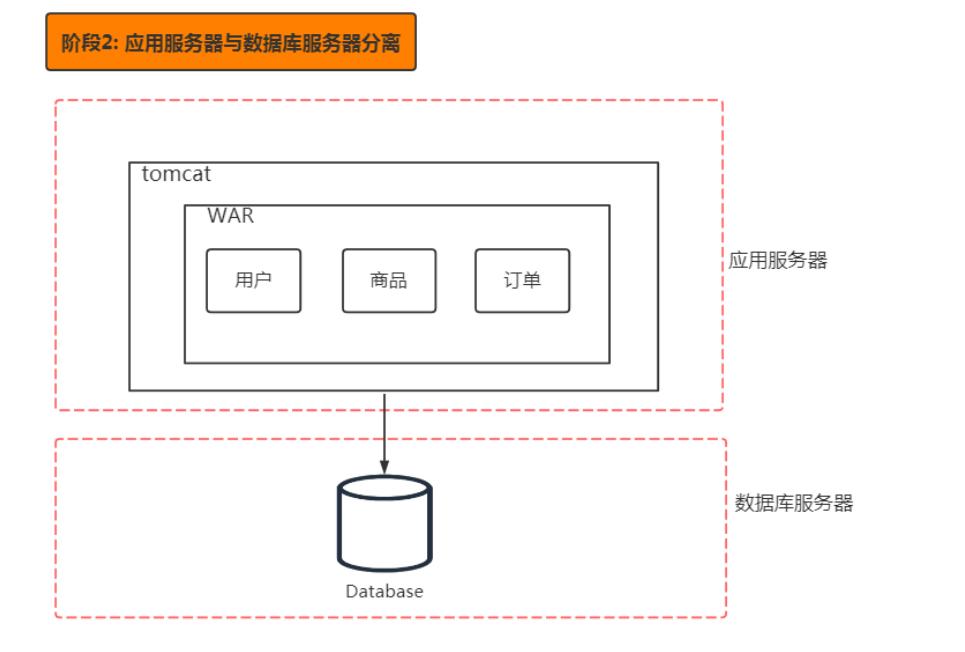 阶段2: 应用服务器与数据库服务器分离
tomcat
WAR
用户
商品
订单
应用服务器
数据库服务器
Database